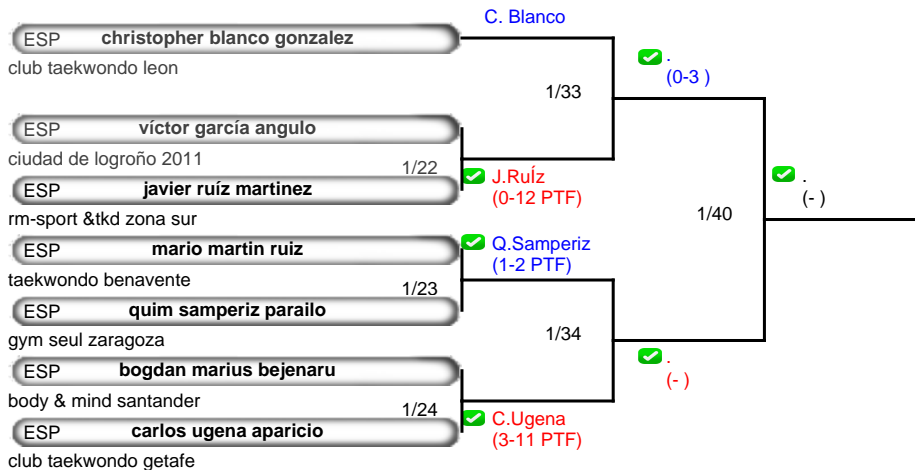 C. Blanco
ESP christopher blanco gonzalez
club taekwondo leon
.
(0-3 )
1/33
ESP víctor garcía angulo
ciudad de logroño 2011
1/22
J.RuÍz
(0-12 PTF)
ESP javier ruíz martinez
rm-sport &tkd zona sur
.
(- )
1/40
ESP mario martin ruiz
taekwondo benavente
Q.Samperiz
(1-2 PTF)
1/23
ESP quim samperiz parailo
gym seul zaragoza
1/34
ESP bogdan marius bejenaru
body & mind santander
.
(- )
1/24
C.Ugena
(3-11 PTF)
ESP carlos ugena aparicio
club taekwondo getafe